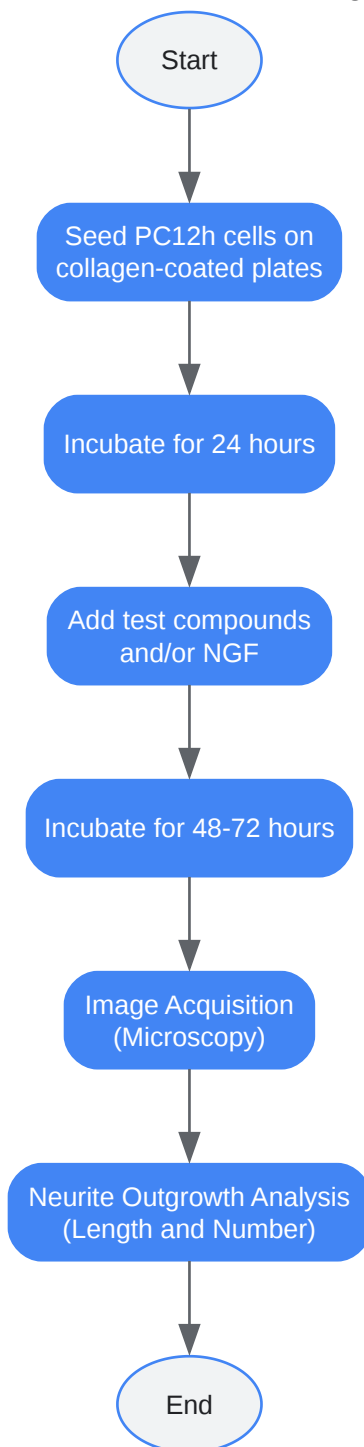 Start
Seed PC12h cells on
collagen-coated plates
Incubate for 24 hours
Add test compounds
and/or NGF
Incubate for 48-72 hours
Image Acquisition
(Microscopy)
Neurite Outgrowth Analysis
(Length and Number)
End